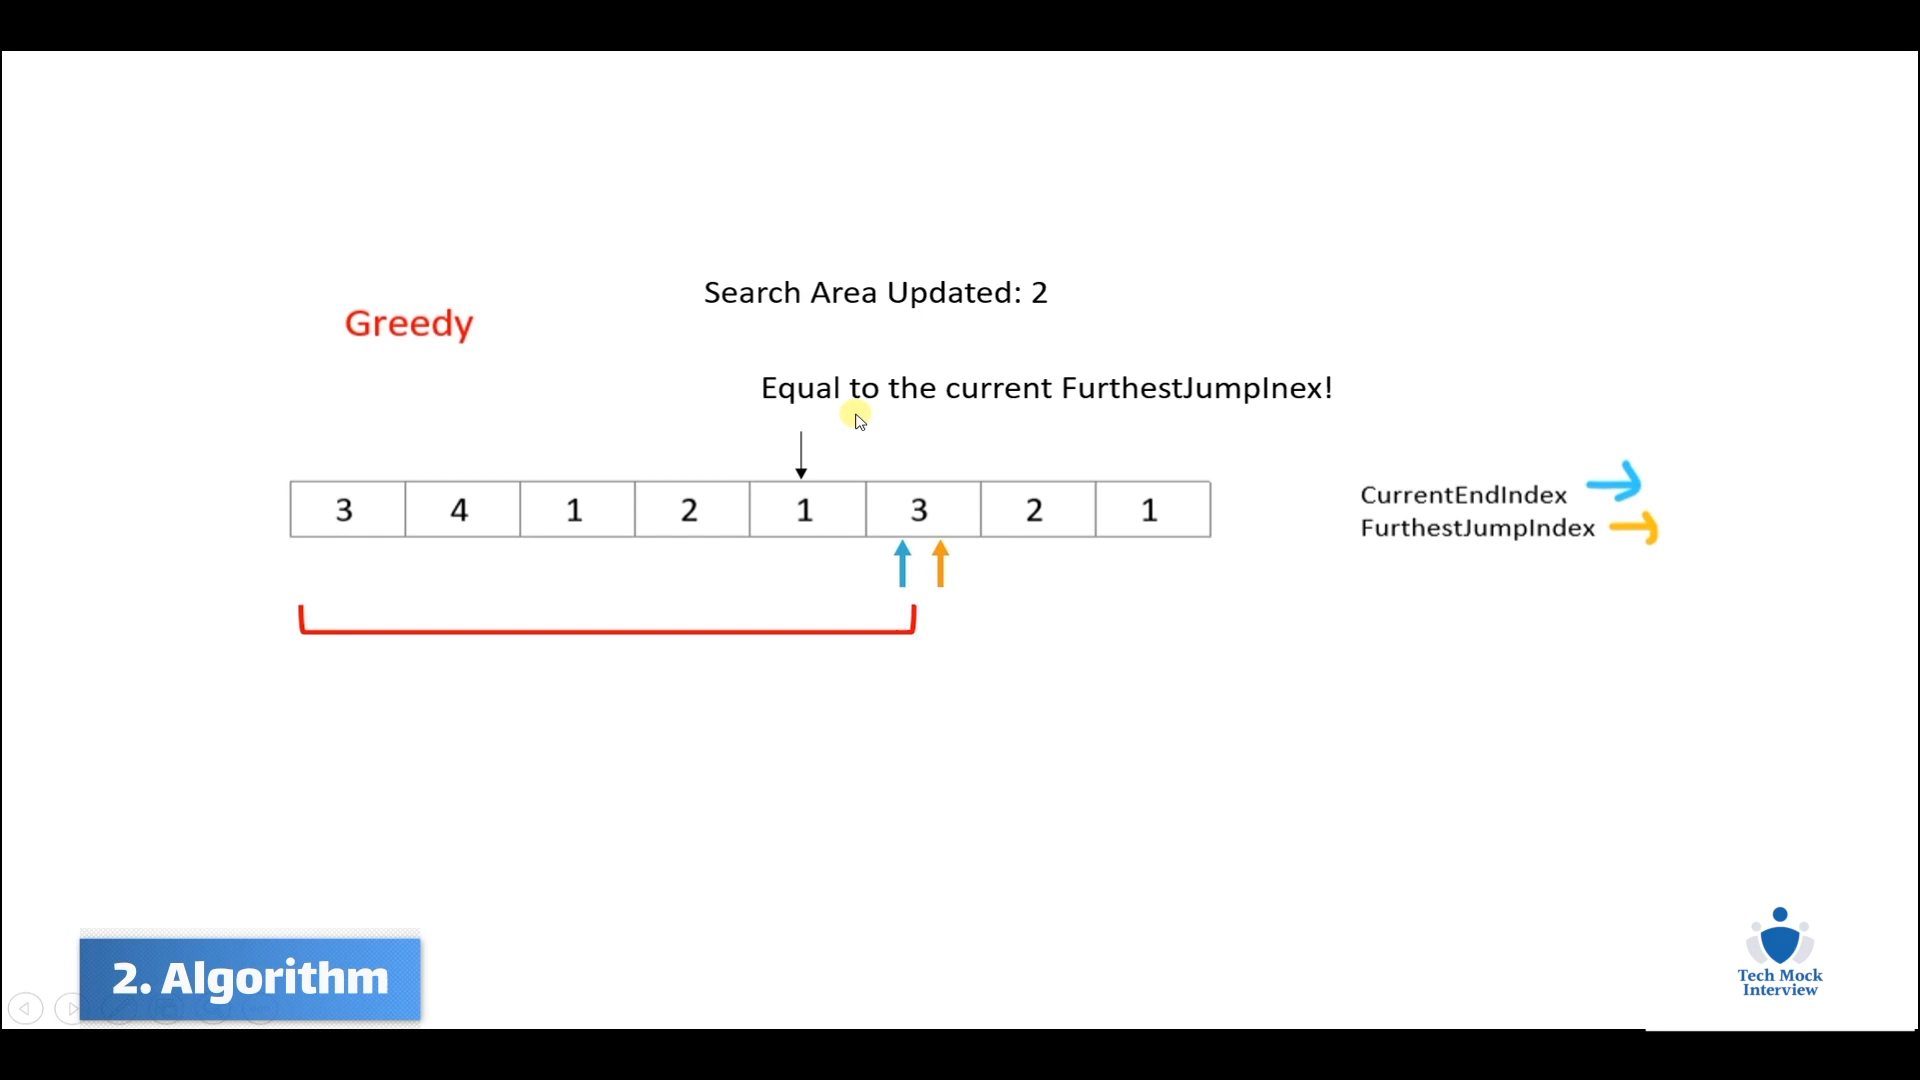 Search Area Updated: 2
Greedy
Equal to the current FurthestJumpInex!
3 4 1 2 1 3 2 1
CurrentEndIndex
FurthestJumpIndex
2. Algorithm
Tech Mock
Interview